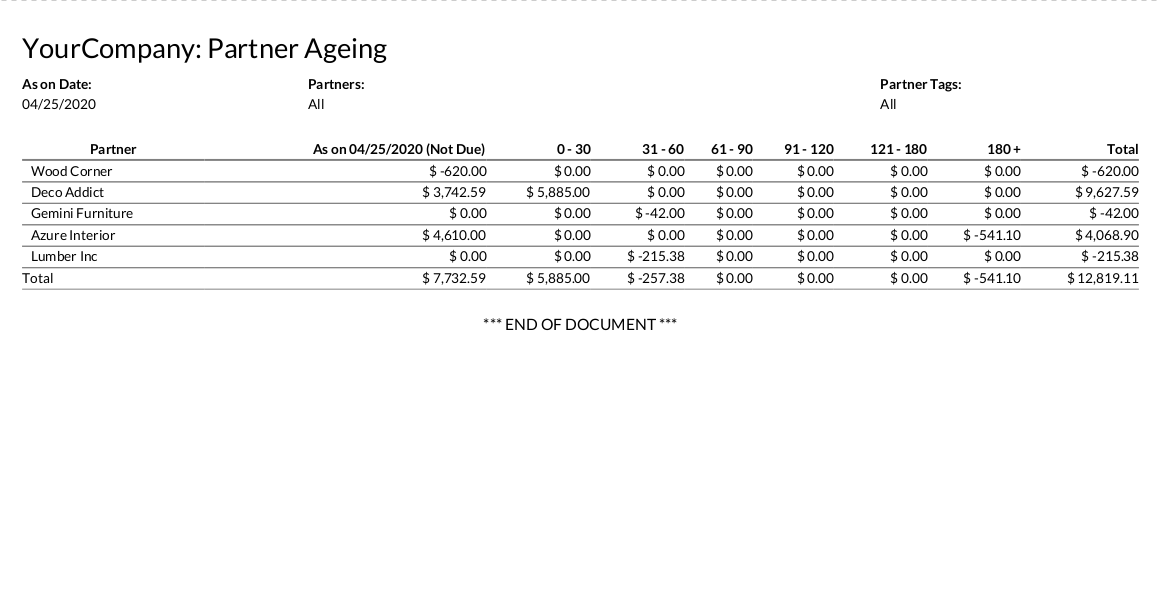 YourCompany: Partner Ageing
As on Date: Partners: Partner Tags:
04/25/2020 All All
Partner As on 04/25/2020 (Not Due) 0 - 30 31 - 60 61 - 90 91 - 120 121 - 180 180 + Total
Wood Corner $ -620.00 $ 0.00 $ 0.00 $ 0.00 $ 0.00 $ 0.00 $ 0.00 $ -620.00
Deco Addict $ 3,742.59 $ 5,885.00 $ 0.00 $ 0.00 $ 0.00 $ 0.00 $ 0.00 $ 9,627.59
Gemini Furniture $ 0.00 $ 0.00 $ -42.00 $ 0.00 $ 0.00 $ 0.00 $ 0.00 $ -42.00
Azure Interior $ 4,610.00 $ 0.00 $ 0.00 $ 0.00 $ 0.00 $ 0.00 $ -541.10 $ 4,068.90
Lumber Inc $ 0.00 $ 0.00 $ -215.38 $ 0.00 $ 0.00 $ 0.00 $ 0.00 $ -215.38
Total $ 7,732.59 $ 5,885.00 $ -257.38 $ 0.00 $ 0.00 $ 0.00 $ -541.10 $ 12,819.11
*** END OF DOCUMENT ***